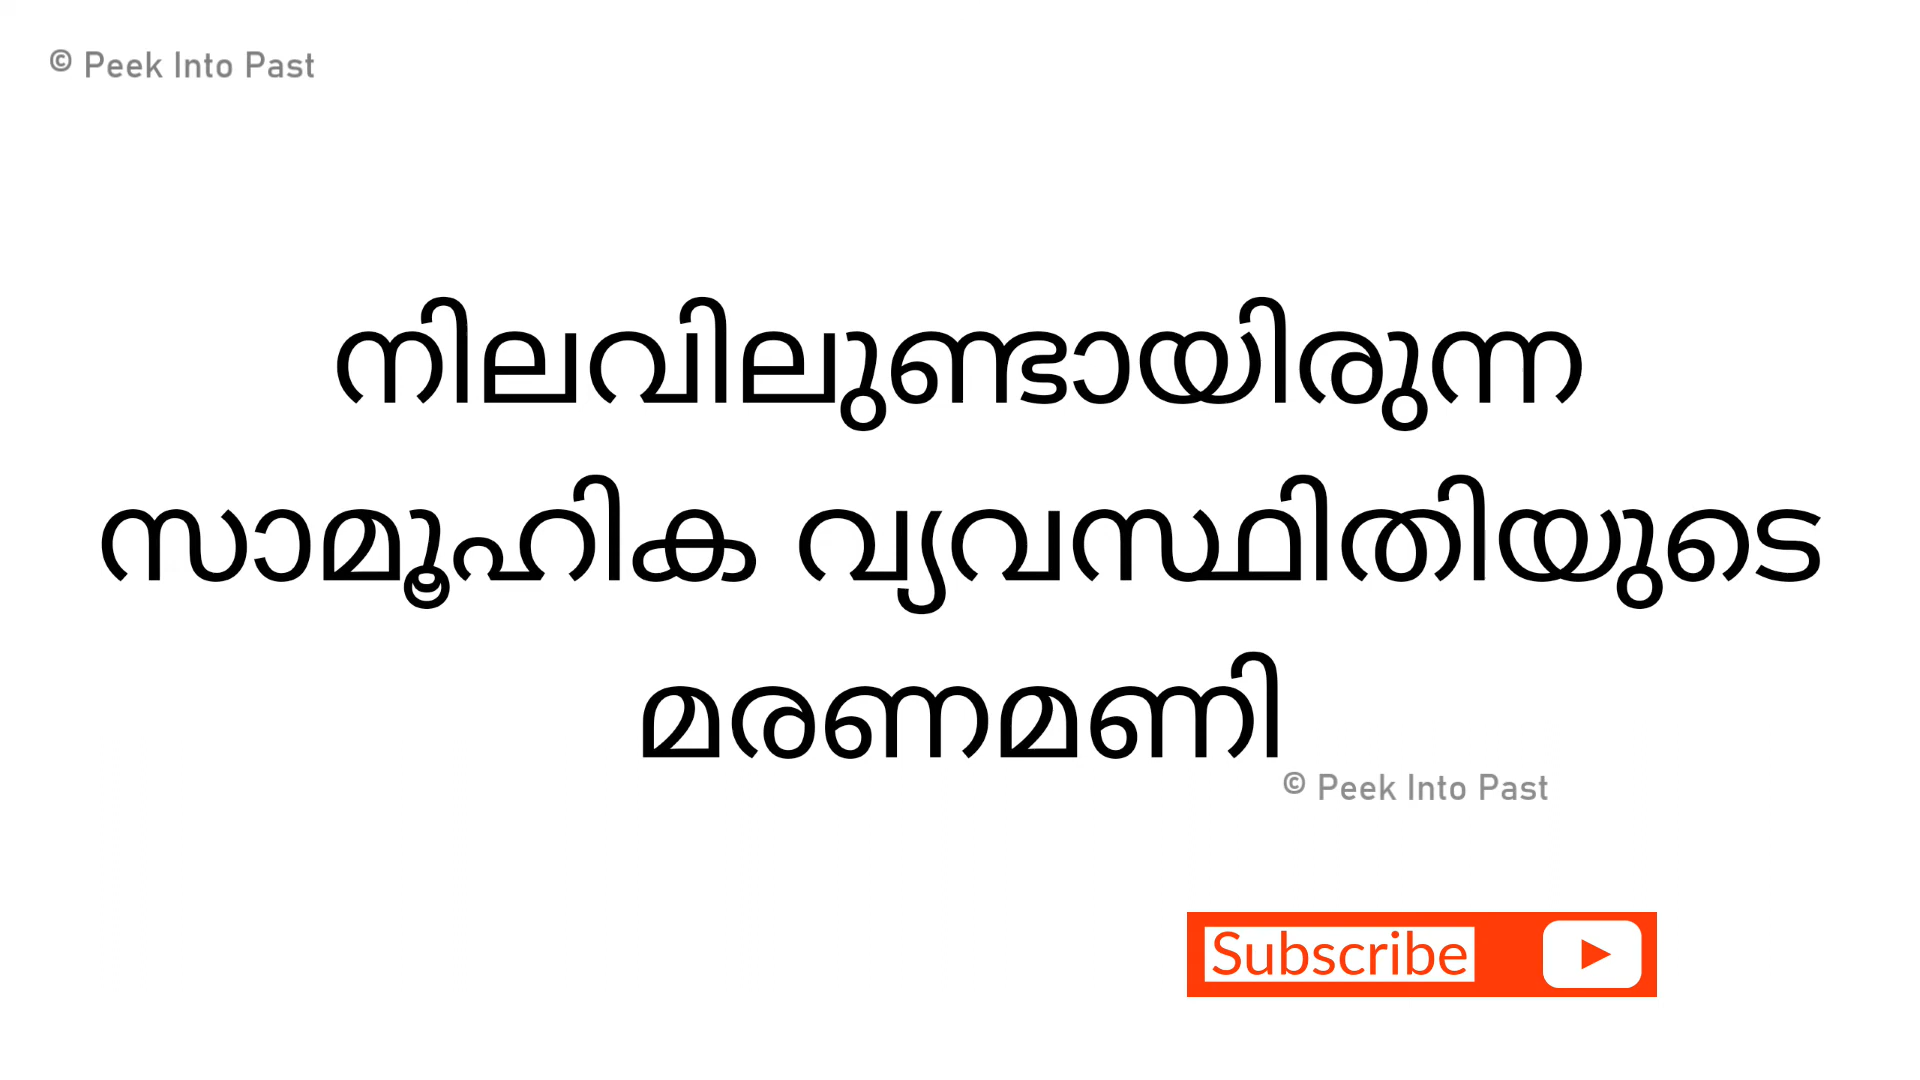 © Peek Into Past
നിലവിലുണ്ടായിരുന്ന
സാമൂഹിക വ്യവസ്ഥിതിയുടെ
മരണമണി
© Peek Into Past
Subscribe